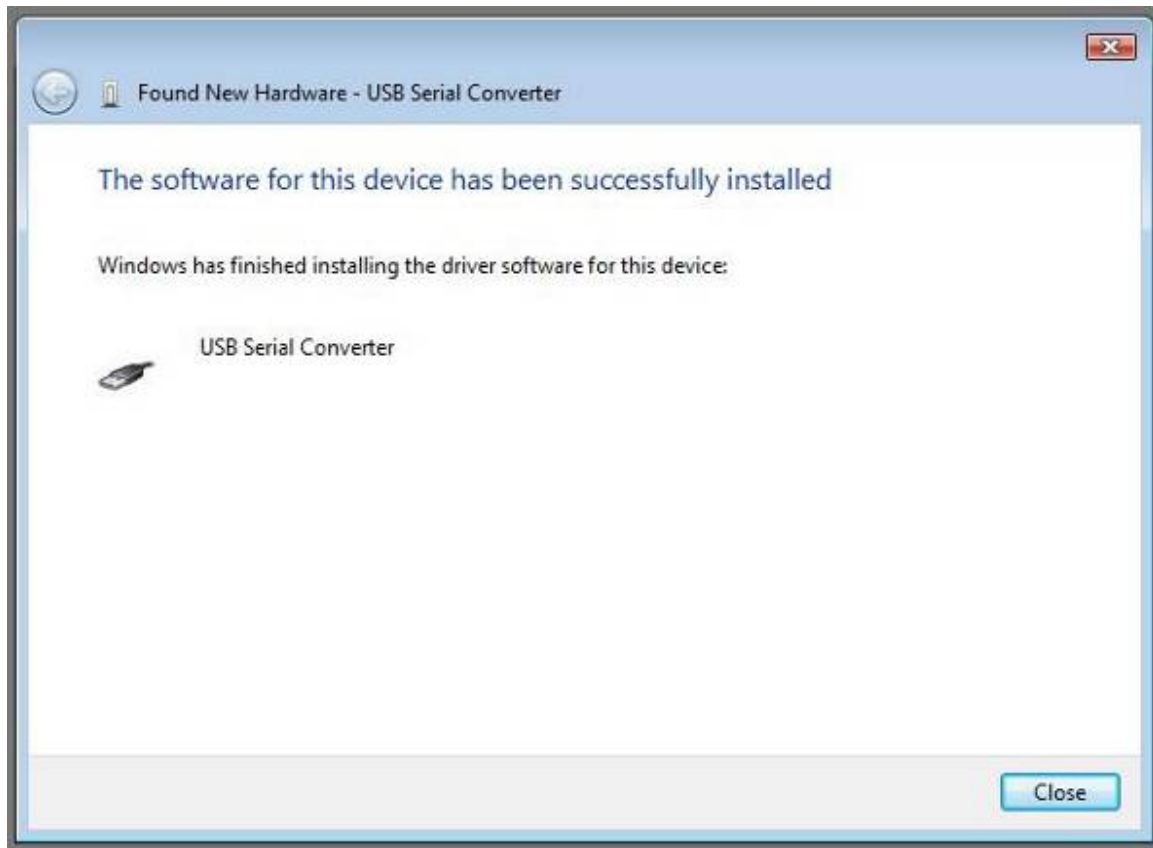 Found New Hardware - USB Serial Converter
The software for this device has been successfully installed
Windows has finished installing the driver software for this device:
USB Serial Converter
Close